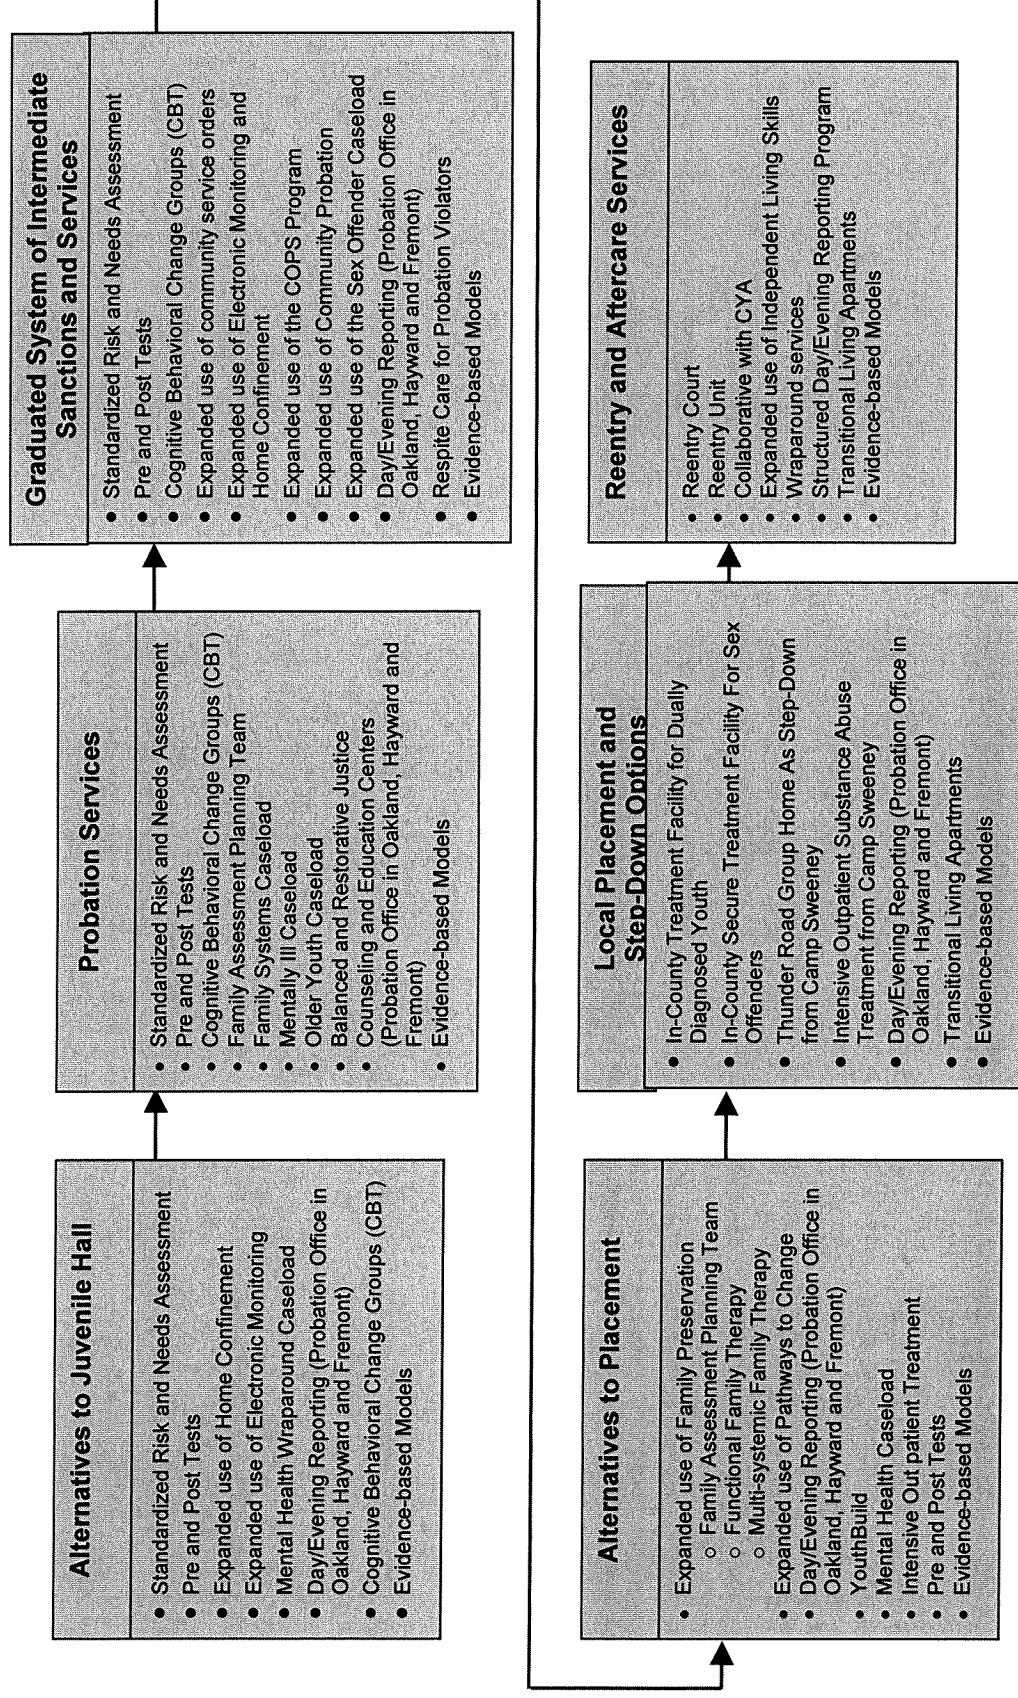 Alternatives to Juvenile Hall
• Standardized Risk and Needs Assessment
• Pre and Post Tests
• Expanded use of Home Confinement
• Expanded use of Electronic Monitoring
• Mental Health Wraparound Caseload
• Day/Evening Reporting (Probation Office in
Oakland, Hayward and Fremont)
• Cognitive Behavioral Change Groups (CBT)
• Evidence-based Models
Probation Services
• Standardized Risk and Needs Assessment
• Pre and Post Tests
• Cognitive Behavioral Change Groups (CBT)
• Family Assessment Planning Team
• Family Systems Caseload
• Mentally Ill Caseload
• Older Youth Caseload
• Balanced and Restorative Justice
• Counseling and Education Centers
(Probation Office in Oakland, Hayward and
Fremont)
• Evidence-based Models
Graduated System of Intermediate
Sanctions and Services
• Standardized Risk and Needs Assessment
• Pre and Post Tests
• Cognitive Behavioral Change Groups (CBT)
• Expanded use of community service orders
• Expanded use of Electronic Monitoring and
Home Confinement
• Expanded use of the COPS Program
• Expanded use of Community Probation
• Expanded use of the Sex Offender Caseload
• Day/Evening Reporting (Probation Office in
Oakland, Hayward and Fremont)
• Respite Care for Probation Violators
• Evidence-based Models
Alternatives to Placement
• Expanded use of Family Preservation
○ Family Assessment Planning Team
○ Functional Family Therapy
○ Multi-systemic Family Therapy
• Expanded use of Pathways to Change
• Day/Evening Reporting (Probation Office in
Oakland, Hayward and Fremont)
• YouthBuild
• Mental Health Caseload
• Intensive Out patient Treatment
• Pre and Post Tests
• Evidence-based Models
Local Placement and
Step-Down Options
• In-County Treatment Facility for Dually
Diagnosed Youth
• In-County Secure Treatment Facility For Sex
Offenders
• Thunder Road Group Home As Step-Down
from Camp Sweeney
• Intensive Outpatient Substance Abuse
Treatment from Camp Sweeney
• Day/Evening Reporting (Probation Office in
Oakland, Hayward and Fremont)
• Transitional Living Apartments
• Evidence-based Models
Reentry and Aftercare Services
• Reentry Court
• Reentry Unit
• Collaborative with CYA
• Expanded use of Independent Living Skills
• Wraparound services
• Structured Day/Evening Reporting Program
• Transitional Living Apartments
• Evidence-based Models